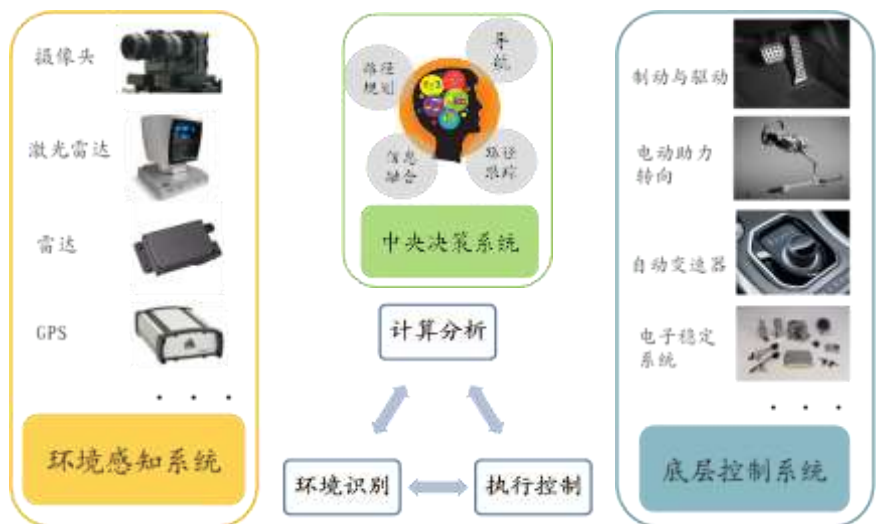 摄像头
激光雷达
雷达
GPS
. . .
环境感知系统
路径
规划
导
航
信息
融合
路径
跟踪
中央决策系统
计算分析
环境识别
执行控制
制动与驱动
电动助力
转向
自动变速器
电子稳定
系统
. . .
底层控制系统